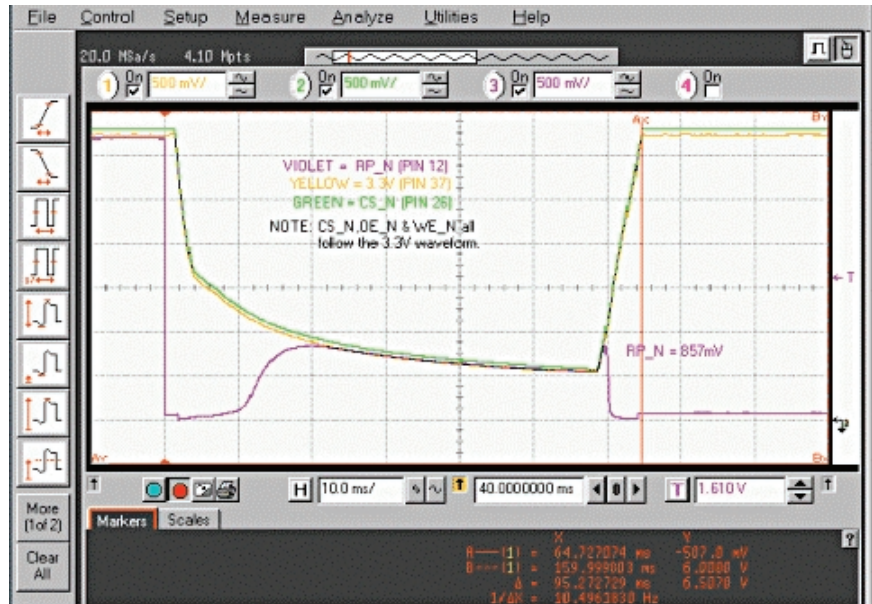 File Control Setup Measure Analyze Utilities Help
20.0 MSa/s 4.10 Mpts
1 On 500 mV/ 2 On 500 mV/ 3 On 500 mV/ 4 On
VIOLET = RP_N (PIN 12)
YELLOW = 3.3V (PIN 37)
GREEN = CS_N (PIN 26)
NOTE: CS_N,OE_N & WE_N all
follow the 3.3V waveform.
T
RP_N = 857mV
More
(1of 2)
Clear
All
H 10.0 ms/ 40.0000000 ms 0 T 1.610 V
Markers Scales
?
X Y
A---(1) = 64.727074 ms -507.0 mV
B---(1) = 159.999803 ms 6.0000 V
Δ = 95.272729 ms 6.5070 V
1/ΔX = 10.4961830 Hz